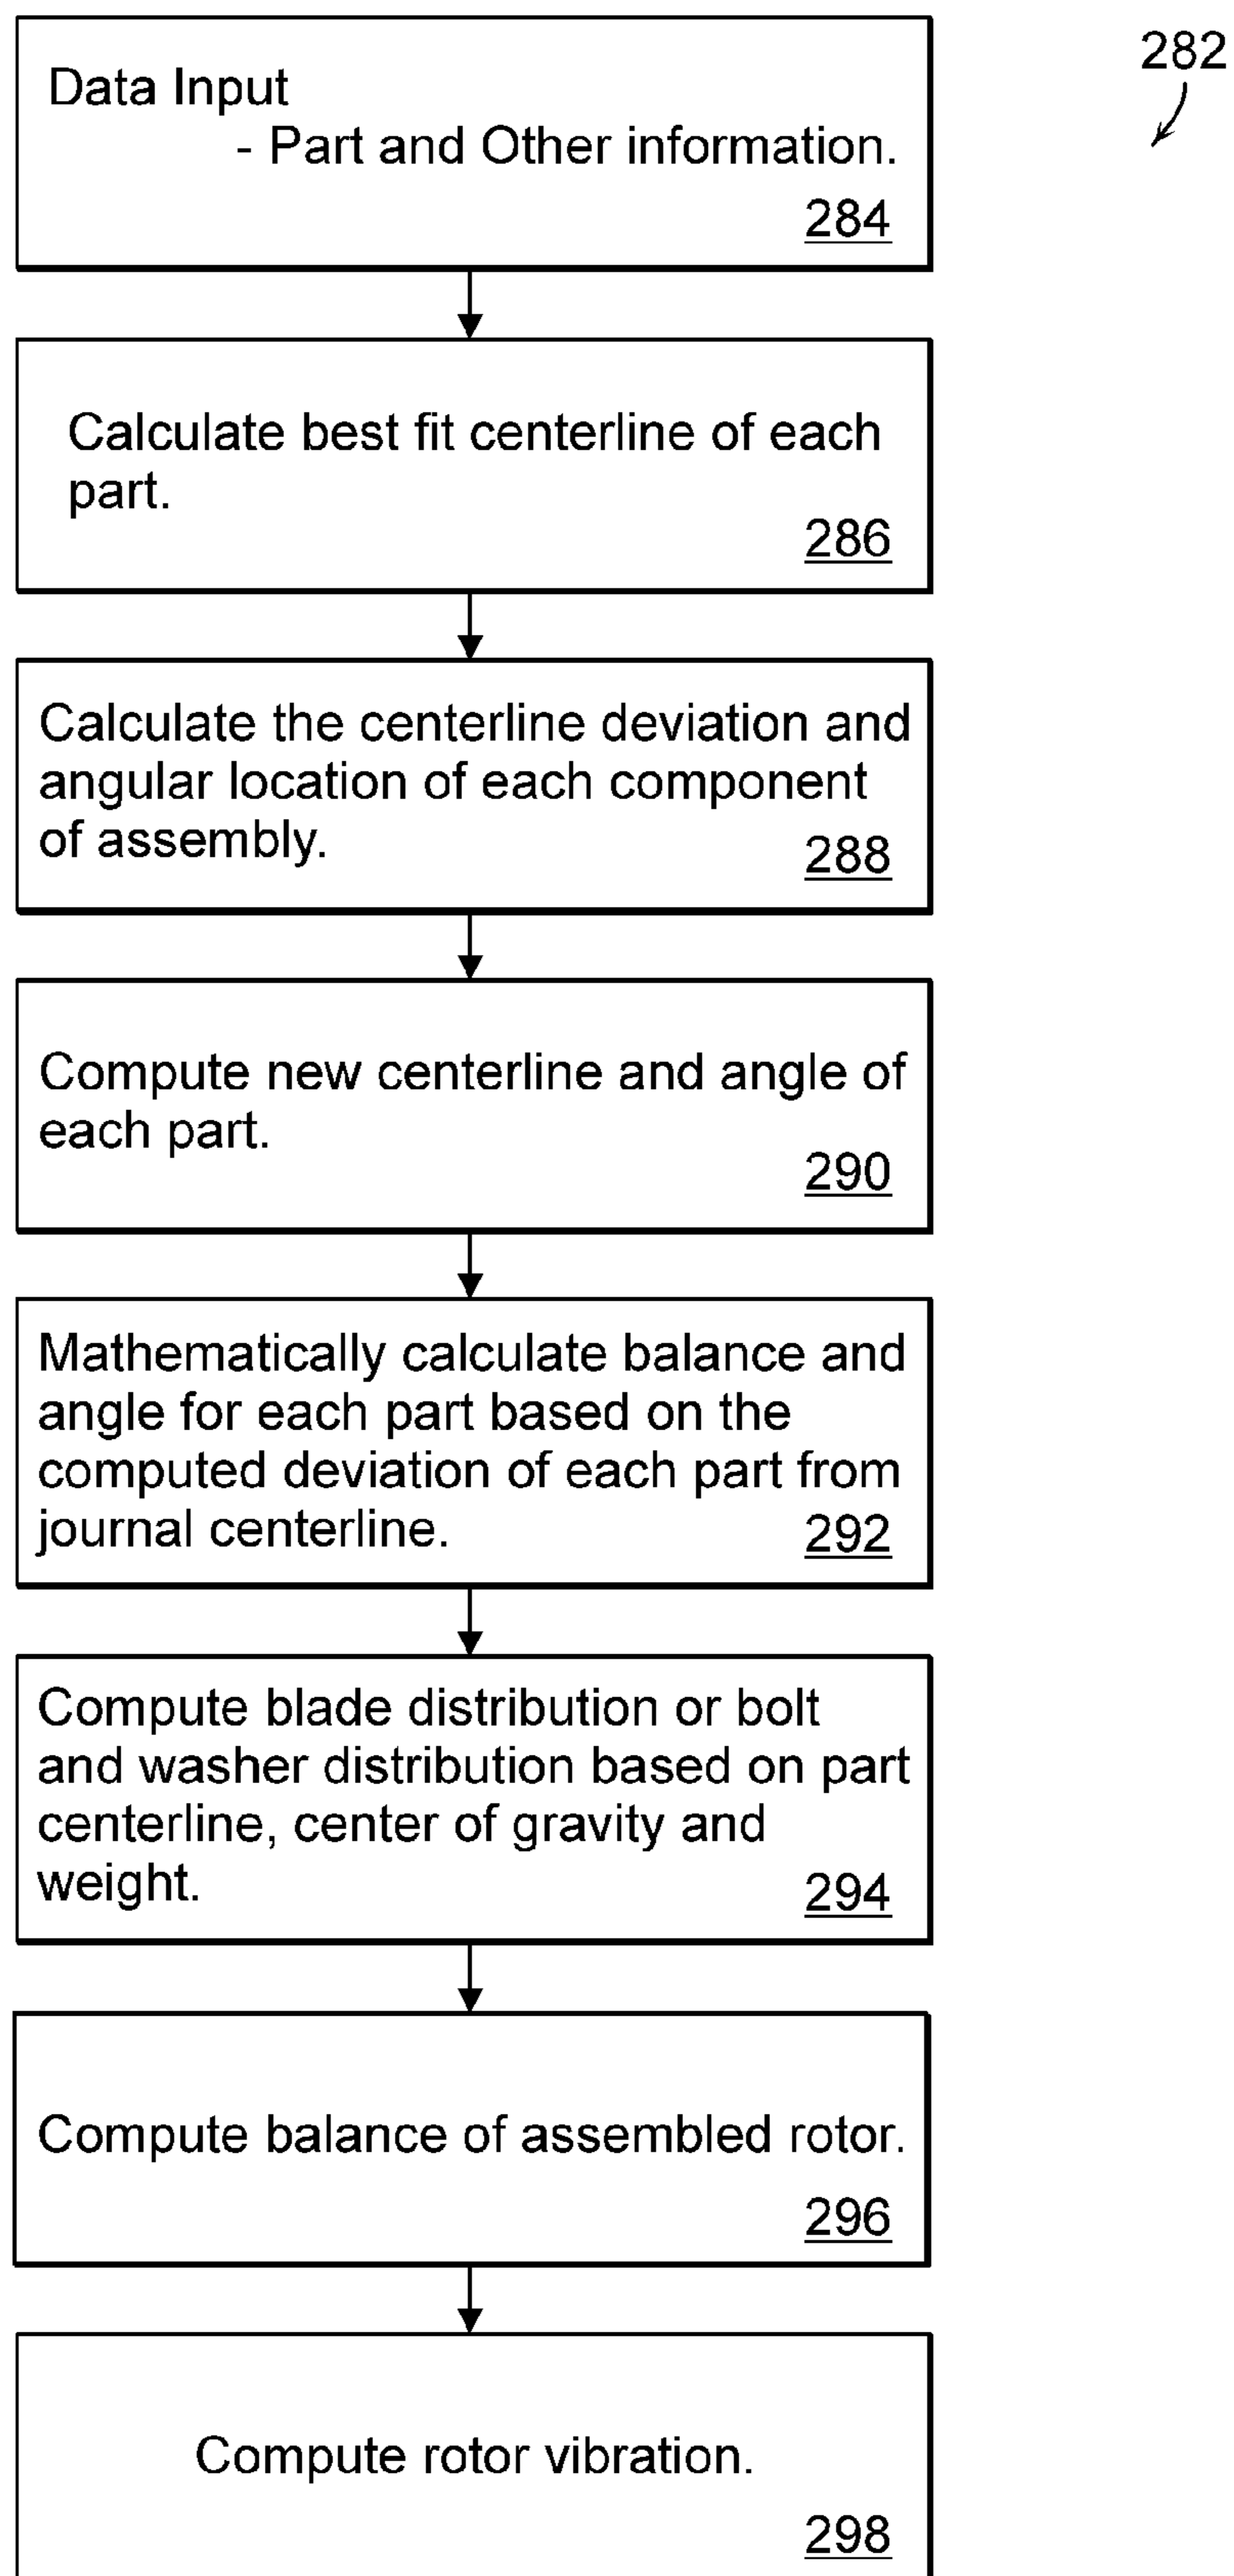 282
Data Input
- Part and Other information.
284
Calculate best fit centerline of each
part.
286
Calculate the centerline deviation and
angular location of each component
of assembly.
288
Compute new centerline and angle of
each part.
290
Mathematically calculate balance and
angle for each part based on the
computed deviation of each part from
journal centerline.
292
Compute blade distribution or bolt
and washer distribution based on part
centerline, center of gravity and
weight.
294
Compute balance of assembled rotor.
296
Compute rotor vibration.
298